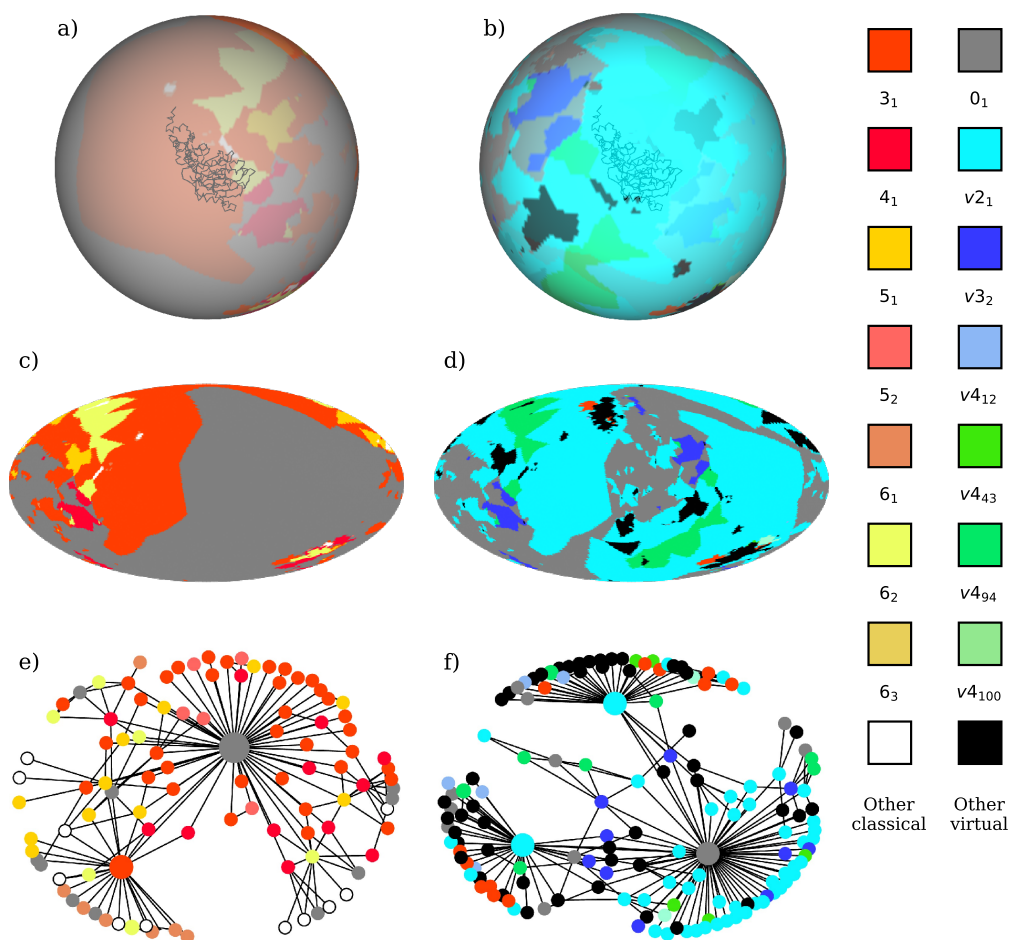 a)
b)
c)
d)
e)
f)
3₁ 0₁
4₁ v2₁
5₁ v3₂
5₂ v4₁₂
6₁ v4₄₃
6₂ v4₉₄
6₃ v4₁₀₀
Other Other
classical virtual